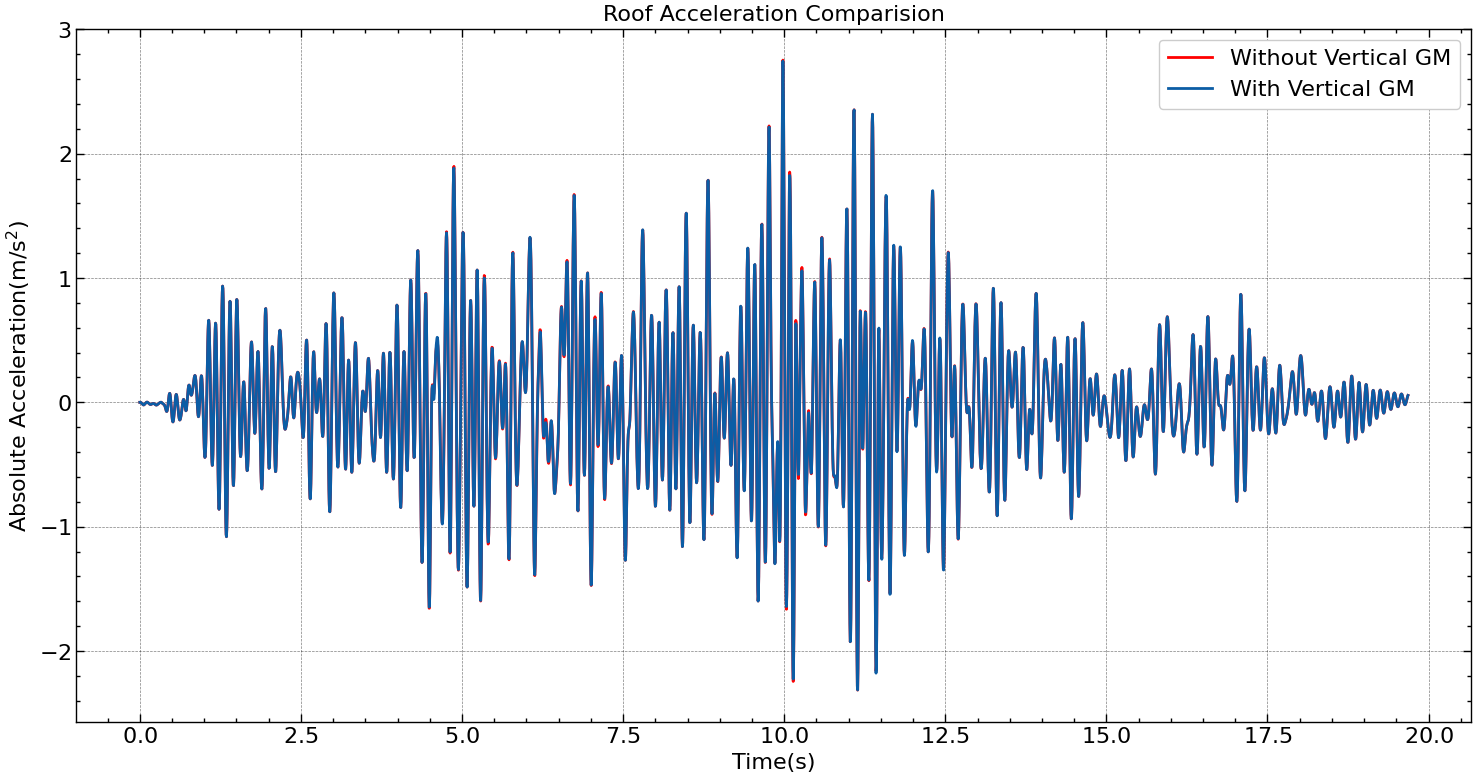 Roof Acceleration Comparision
Without Vertical GM
With Vertical GM
Absolute Acceleration(m/s²)
3
2
1
0
−1
−2
0.0 2.5 5.0 7.5 10.0 12.5 15.0 17.5 20.0
Time(s)